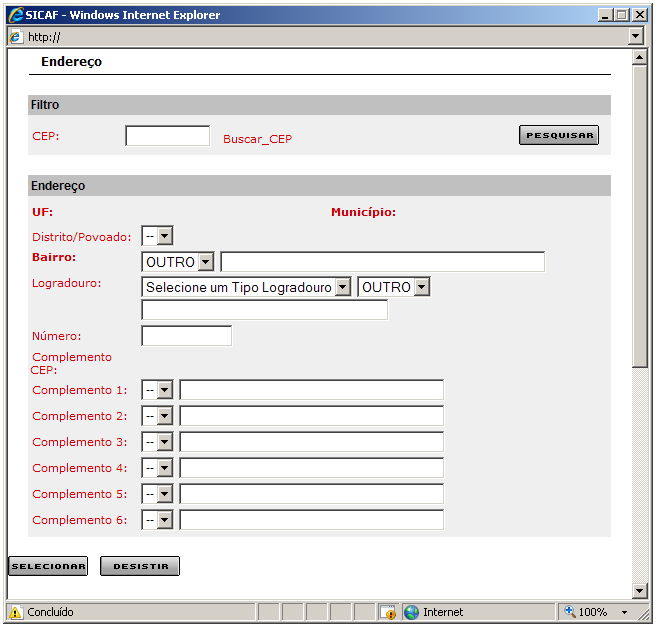 SICAF - Windows Internet Explorer
http://
Endereço
Filtro
CEP: Buscar_CEP PESQUISAR
Endereço
UF: Município:
Distrito/Povoado: --
Bairro: OUTRO
Logradouro: Selecione um Tipo Logradouro OUTRO
Número:
Complemento
CEP:
Complemento 1: --
Complemento 2: --
Complemento 3: --
Complemento 4: --
Complemento 5: --
Complemento 6: --
SELECIONAR DESISTIR
Concluído Internet 100%